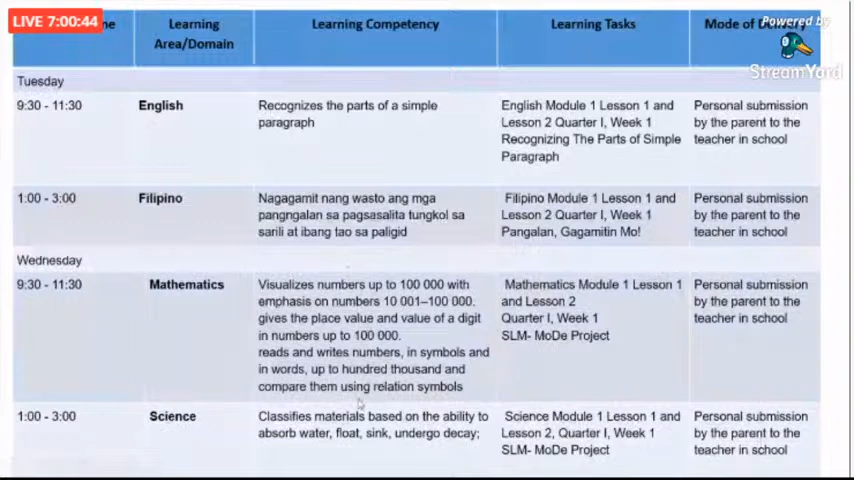 LIVE 7:00:44
Learning Area/Domain
Learning Competency
Learning Tasks
Mode of Delivery
Powered by
StreamYard
Tuesday
9:30 - 11:30
English
Recognizes the parts of a simple
paragraph
English Module 1 Lesson 1 and
Lesson 2 Quarter I, Week 1
Recognizing The Parts of Simple
Paragraph
Personal submission
by the parent to the
teacher in school
1:00 - 3:00
Filipino
Nagagamit nang wasto ang mga
pangngalan sa pagsasalita tungkol sa
sarili at ibang tao sa paligid
Filipino Module 1 Lesson 1 and
Lesson 2 Quarter I, Week 1
Pangalan, Gagamitin Mo!
Personal submission
by the parent to the
teacher in school
Wednesday
9:30 - 11:30
Mathematics
Visualizes numbers up to 100 000 with
emphasis on numbers 10 001–100 000.
gives the place value and value of a digit
in numbers up to 100 000.
reads and writes numbers, in symbols and
in words, up to hundred thousand and
compare them using relation symbols
Mathematics Module 1 Lesson 1
and Lesson 2
Quarter I, Week 1
SLM- MoDe Project
Personal submission
by the parent to the
teacher in school
1:00 - 3:00
Science
Classifies materials based on the ability to
absorb water, float, sink, undergo decay;
Science Module 1 Lesson 1 and
Lesson 2, Quarter I, Week 1
SLM- MoDe Project
Personal submission
by the parent to the
teacher in school